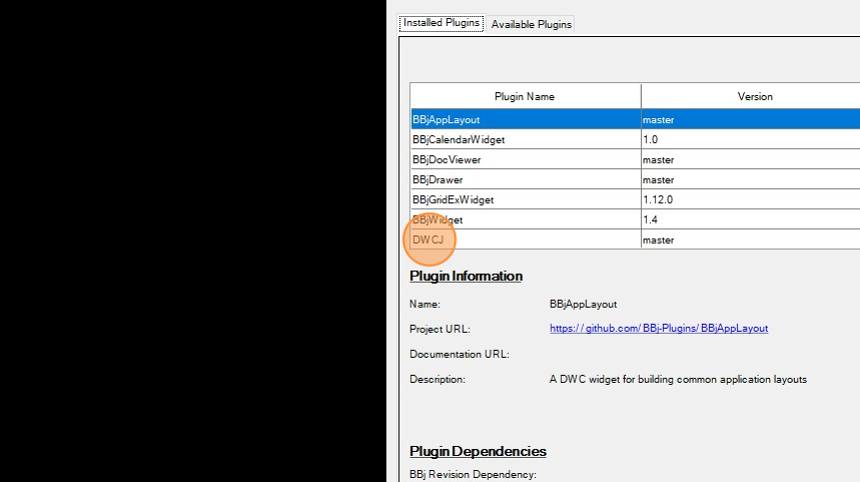 Installed Plugins Available Plugins
Plugin Name Version
BBjAppLayout master
BBjCalendarWidget 1.0
BBjDocViewer master
BBjDrawer master
BBjGridExWidget 1.12.0
BBjWidget 1.4
DWCJ master
Plugin Information
Name: BBjAppLayout
Project URL: https://github.com/BBj-Plugins/BBjAppLayout
Documentation URL:
Description: A DWC widget for building common application layouts
Plugin Dependencies
BBj Revision Dependency: